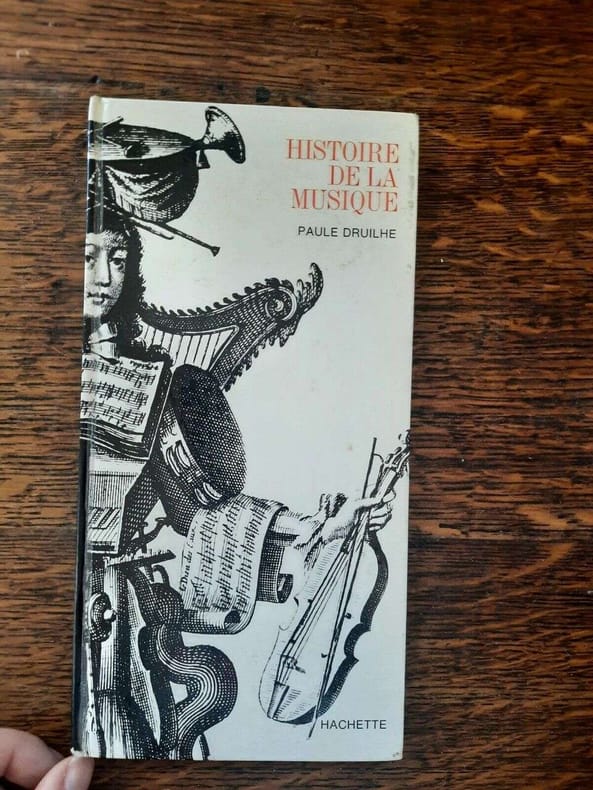 HISTOIRE
DE LA
MUSIQUE
PAULE DRUILHE
HACHETTE